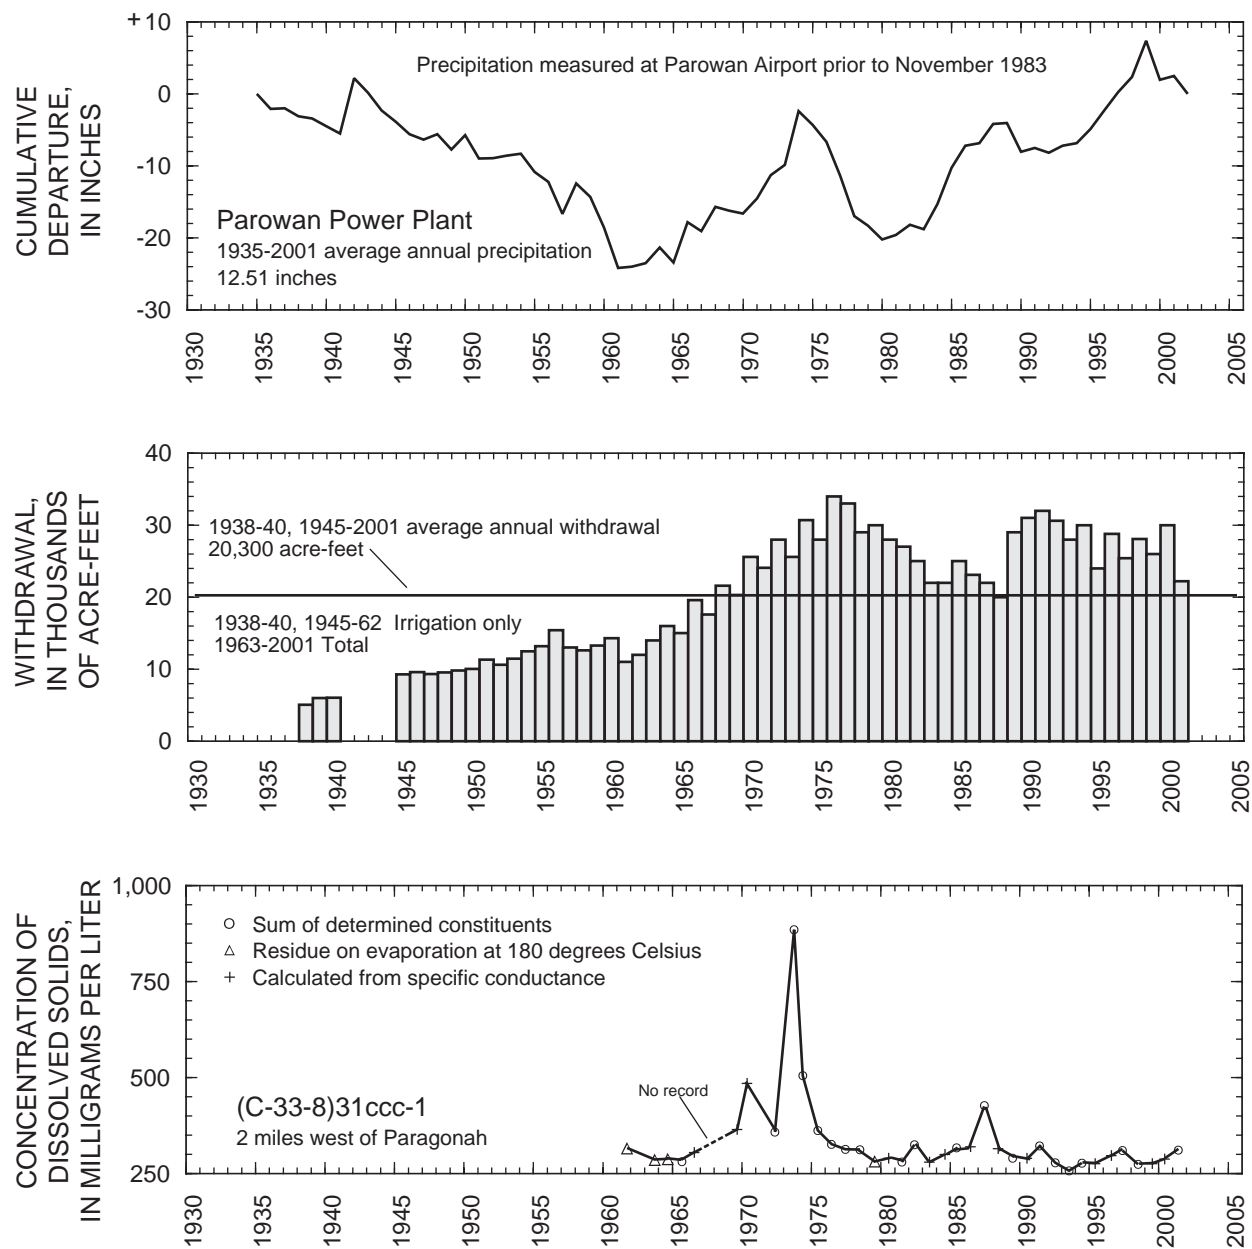 +10
0
-10
-20
-30
CUMULATIVE
DEPARTURE,
IN INCHES
Precipitation measured at Parowan Airport prior to November 1983
Parowan Power Plant
1935-2001 average annual precipitation
12.51 inches
1930
1935
1940
1945
1950
1955
1960
1965
1970
1975
1980
1985
1990
1995
2000
2005
40
30
20
10
0
WITHDRAWAL,
IN THOUSANDS
OF ACRE-FEET
1938-40, 1945-2001 average annual withdrawal
20,300 acre-feet
1938-40, 1945-62 Irrigation only
1963-2001 Total
1930
1935
1940
1945
1950
1955
1960
1965
1970
1975
1980
1985
1990
1995
2000
2005
1,000
750
500
250
CONCENTRATION OF
DISSOLVED SOLIDS,
IN MILLIGRAMS PER LITER
Sum of determined constituents
Residue on evaporation at 180 degrees Celsius
Calculated from specific conductance
No record
(C-33-8)31ccc-1
2 miles west of Paragonah
1930
1935
1940
1945
1950
1955
1960
1965
1970
1975
1980
1985
1990
1995
2000
2005